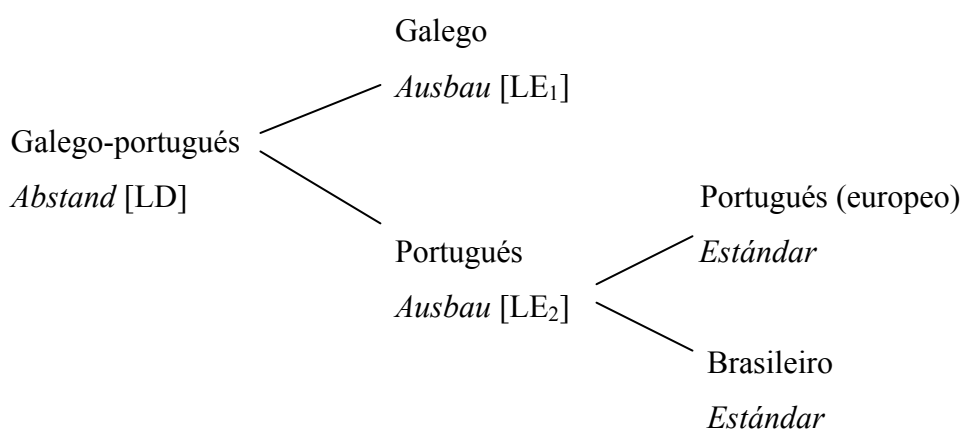 Galego
Ausbau [LE₁]
Galego-portugués
Abstand [LD]
Portugués
Ausbau [LE₂]
Portugués (europeo)
Estándar
Brasileiro
Estándar